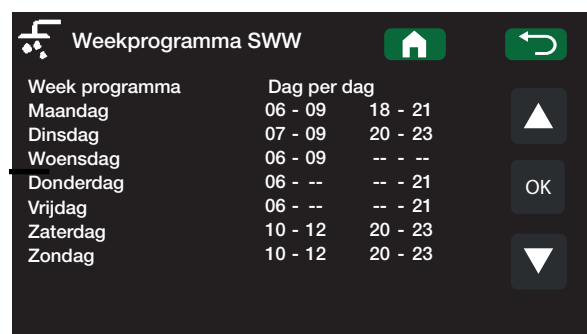 Weekprogramma SWW
Week programma Dag per dag
Maandag 06 - 09 18 - 21
Dinsdag 07 - 09 20 - 23
Woensdag 06 - 09 -- - --
Donderdag 06 - -- -- - 21
Vrijdag 06 - -- -- - 21
Zaterdag 10 - 12 20 - 23
Zondag 10 - 12 20 - 23
OK